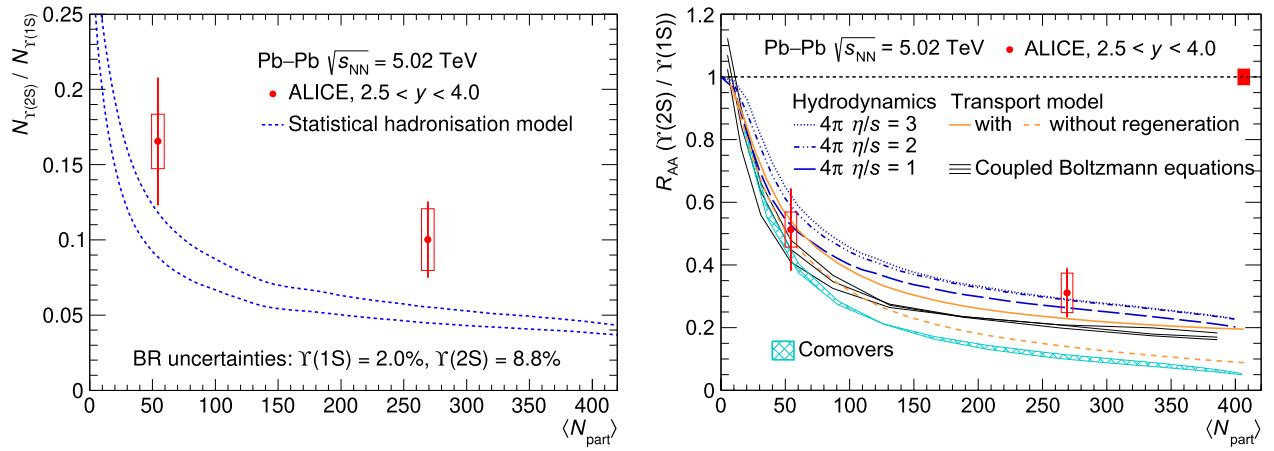 N_ϒ(2S) / N_ϒ(1S)
0.25
0.2
0.15
0.1
0.05
0
Pb–Pb √s_NN = 5.02 TeV
ALICE, 2.5 < y < 4.0
Statistical hadronisation model
BR uncertainties: ϒ(1S) = 2.0%, ϒ(2S) = 8.8%
0 50 100 150 200 250 300 350 400
⟨N_part⟩
R_AA (ϒ(2S) / ϒ(1S))
1.2
1
0.8
0.6
0.4
0.2
0
Pb–Pb √s_NN = 5.02 TeV
ALICE, 2.5 < y < 4.0
Hydrodynamics
4π η/s = 3
4π η/s = 2
4π η/s = 1
Transport model
with without regeneration
Coupled Boltzmann equations
Comovers
0 50 100 150 200 250 300 350 400
⟨N_part⟩